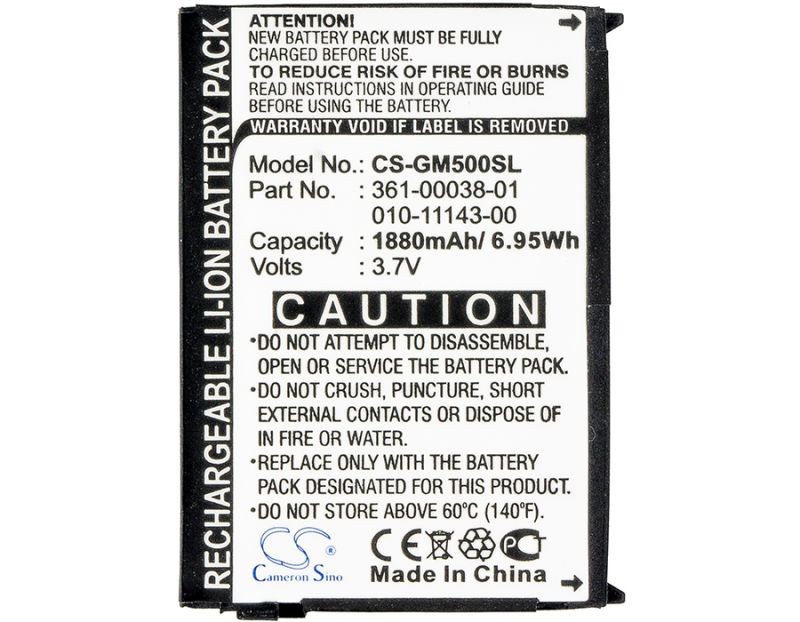 RECHARGEABLE LI-ION BATTERY PACK
ATTENTION!
NEW BATTERY PACK MUST BE FULLY
CHARGED BEFORE USE.
TO REDUCE RISK OF FIRE OR BURNS
READ INSTRUCTIONS IN OPERATING GUIDE
BEFORE USING THE BATTERY.
WARRANTY VOID IF LABEL IS REMOVED
Model No.: CS-GM500SL
Part No. : 361-00038-01
010-11143-00
Capacity : 1880mAh/ 6.95Wh
Volts : 3.7V
CAUTION
•DO NOT ATTEMPT TO DISASSEMBLE,
OPEN OR SERVICE THE BATTERY PACK.
•DO NOT CRUSH, PUNCTURE, SHORT
EXTERNAL CONTACTS OR DISPOSE OF
IN FIRE OR WATER.
•REPLACE ONLY WITH THE BATTERY
PACK DESIGNATED FOR THIS EQUIPMENT.
•DO NOT STORE ABOVE 60°C (140°F).
CS®
Cameron Sino
CE PCT
Made In China